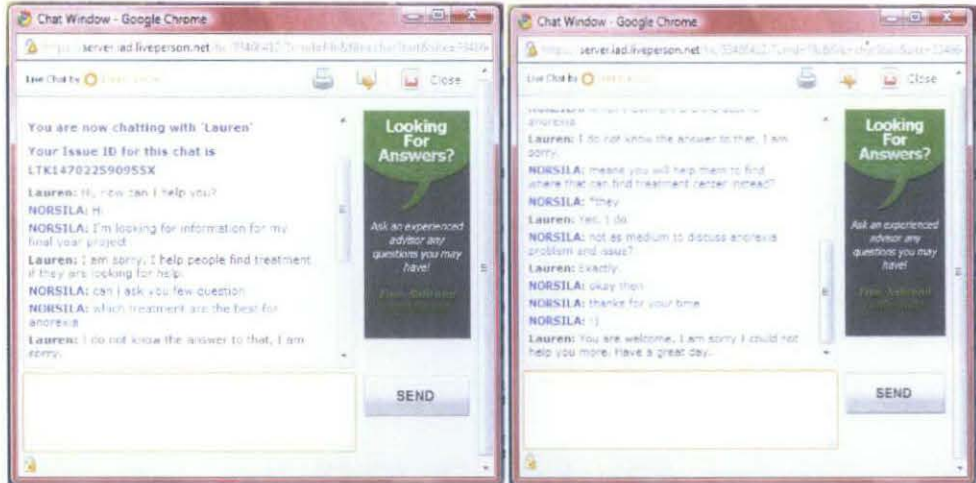 Chat Window - Google Chrome
server.iad.liveperson.net
Live Chat by
Close
You are now chatting with 'Lauren'
Your Issue ID for this chat is
LTK147022590955X
Lauren: Hi, how can I help you?
NORSILA: Hi
NORSILA: I'm looking for information for my
final year project
Lauren: I am sorry, I help people find treatment
if they are looking for help.
NORSILA: can i ask you few question
NORSILA: which treatment are the best for
anorexia
Lauren: I do not know the answer to that, I am
sorry.
Looking
For
Answers?
Ask an experienced
advisor any
questions you may
have!
SEND
Chat Window - Google Chrome
server.iad.liveperson.net
Live Chat by
Close
anorexia
Lauren: I do not know the answer to that, I am
sorry.
NORSILA: means you will help them to find
where that can find treatment center instead?
NORSILA: *they
Lauren: Yes, I do
NORSILA: not as medium to discuss anorexia
problem and issue?
Lauren: Exactly.
NORSILA: okay then
NORSILA: thanks for your time
NORSILA: :)
Lauren: You are welcome, I am sorry I could not
help you more. Have a great day.
Looking
For
Answers?
Ask an experienced
advisor any
questions you may
have!
SEND